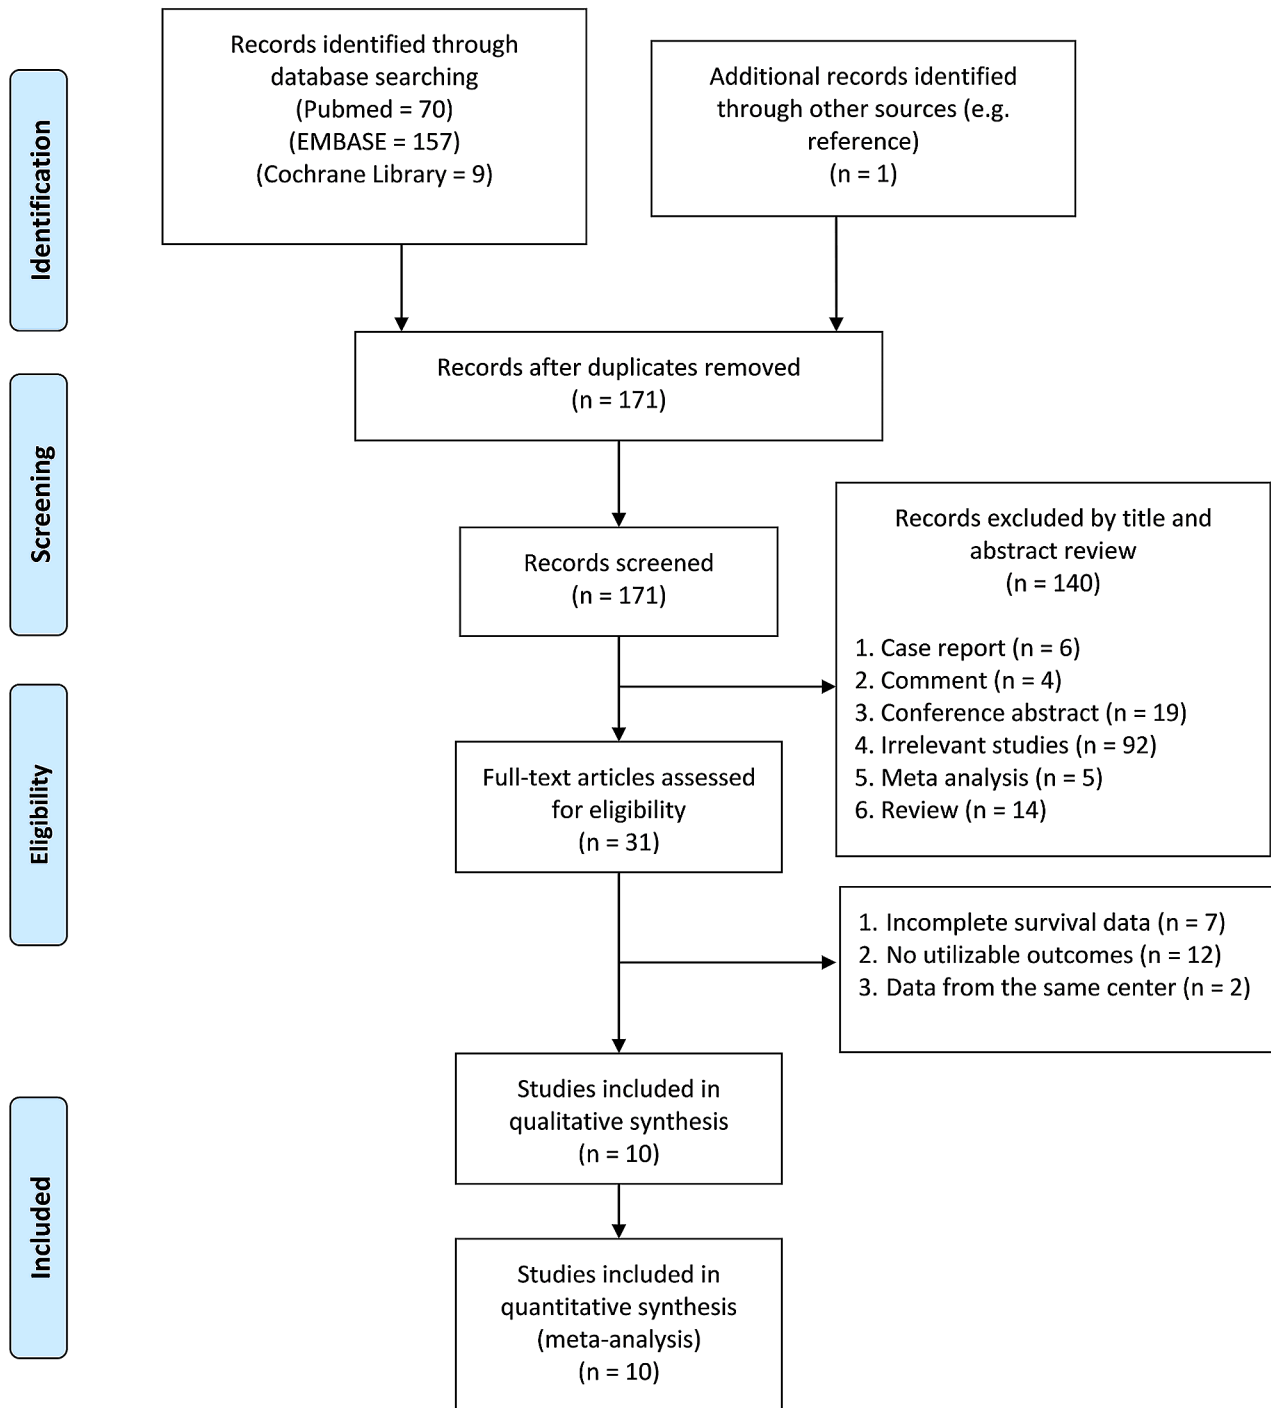 Identification
Records identified through
database searching
(Pubmed = 70)
(EMBASE = 157)
(Cochrane Library = 9)
Additional records identified
through other sources (e.g.
reference)
(n = 1)
Screening
Records after duplicates removed
(n = 171)
Records screened
(n = 171)
Records excluded by title and
abstract review
(n = 140)
1. Case report (n = 6)
2. Comment (n = 4)
3. Conference abstract (n = 19)
4. Irrelevant studies (n = 92)
5. Meta analysis (n = 5)
6. Review (n = 14)
Eligibility
Full-text articles assessed
for eligibility
(n = 31)
1. Incomplete survival data (n = 7)
2. No utilizable outcomes (n = 12)
3. Data from the same center (n = 2)
Included
Studies included in
qualitative synthesis
(n = 10)
Studies included in
quantitative synthesis
(meta-analysis)
(n = 10)